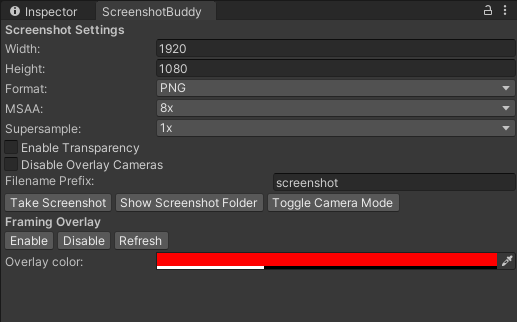 Inspector ScreenshotBuddy
Screenshot Settings
Width: 1920
Height: 1080
Format: PNG
MSAA: 8x
Supersample: 1x
Enable Transparency
Disable Overlay Cameras
Filename Prefix: screenshot
Take Screenshot Show Screenshot Folder Toggle Camera Mode
Framing Overlay
Enable Disable Refresh
Overlay color: